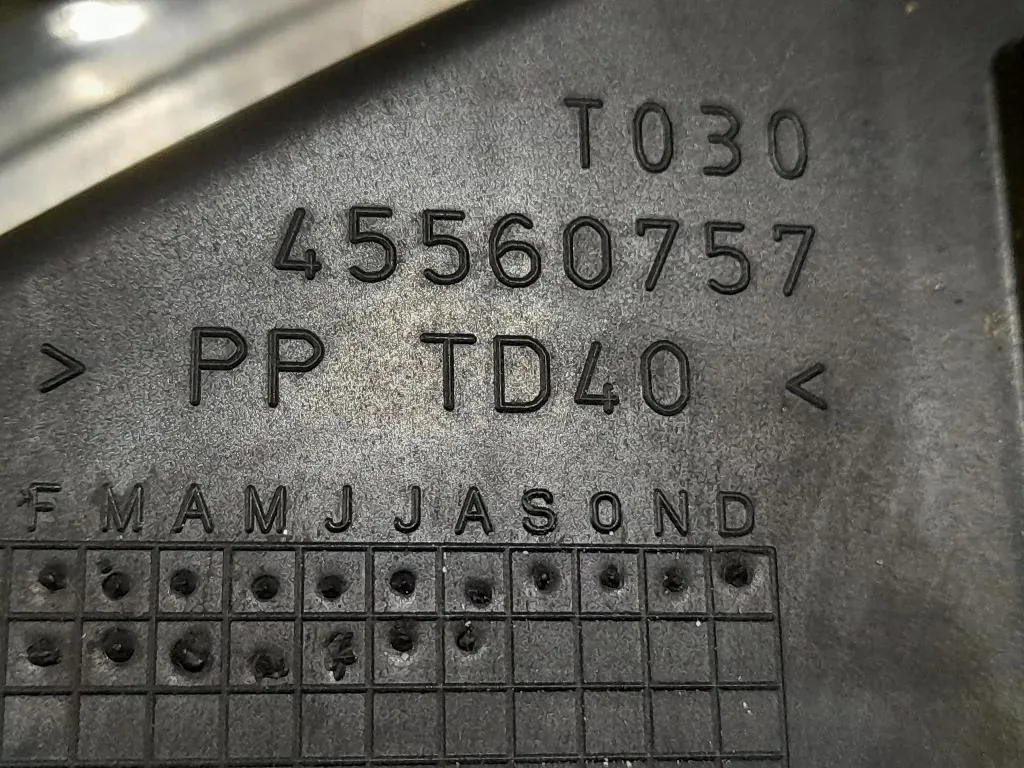 T030
45560757
> PP TD40 <
F M A M J J A S O N D